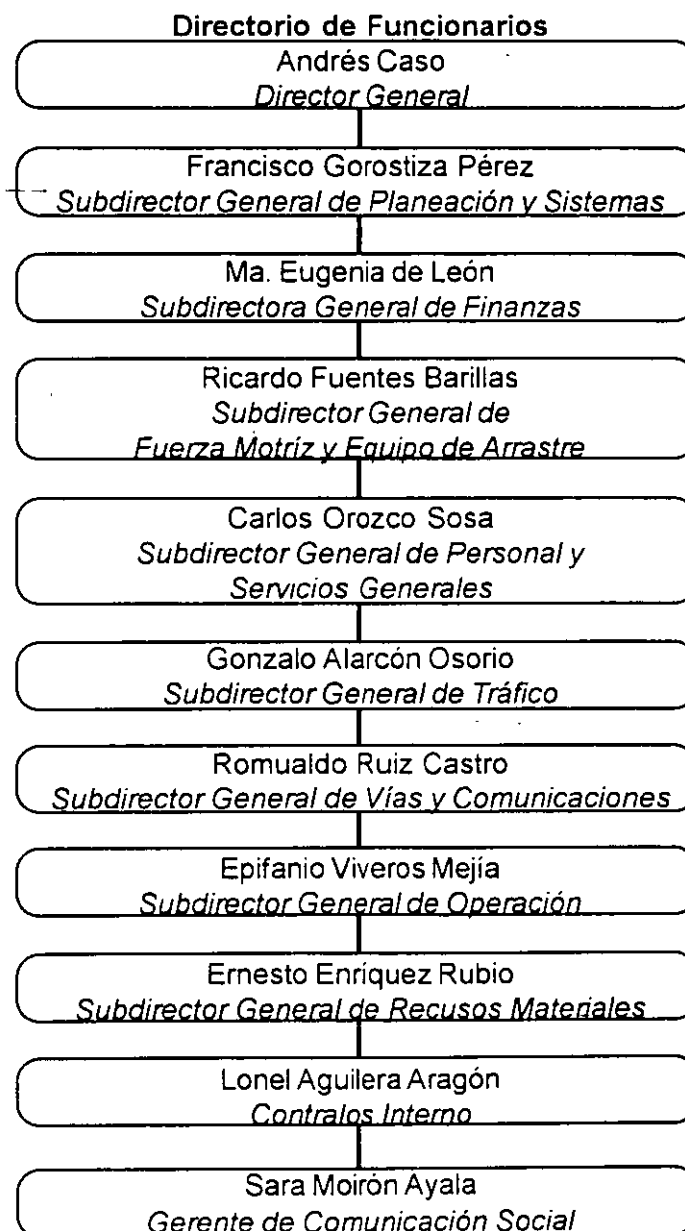 Directorio de Funcionarios
Andrés Caso
Director General
Francisco Gorostiza Pérez
Subdirector General de Planeación y Sistemas
Ma. Eugenia de León
Subdirectora General de Finanzas
Ricardo Fuentes Barillas
Subdirector General de
Fuerza Motríz y Equipo de Arrastre
Carlos Orozco Sosa
Subdirector General de Personal y
Servicios Generales
Gonzalo Alarcón Osorio
Subdirector General de Tráfico
Romualdo Ruiz Castro
Subdirector General de Vías y Comunicaciones
Epifanio Viveros Mejía
Subdirector General de Operación
Ernesto Enríquez Rubio
Subdirector General de Recusos Materiales
Lonel Aguilera Aragón
Contralos Interno
Sara Moirón Ayala
Gerente de Comunicación Social